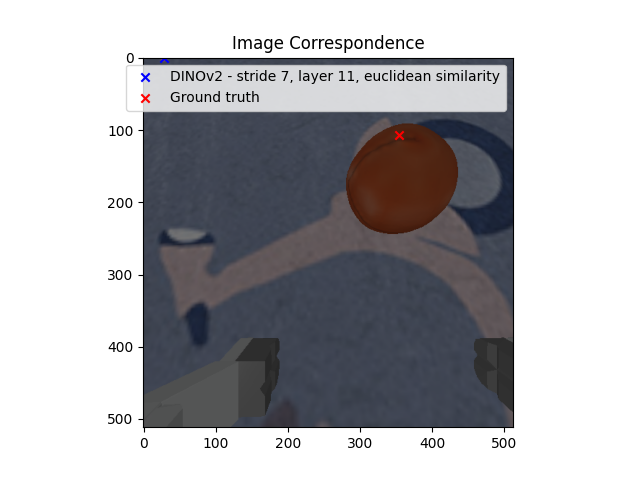 Image Correspondence
DINOv2 - stride 7, layer 11, euclidean similarity
Ground truth
0
100
200
300
400
500
0 100 200 300 400 500